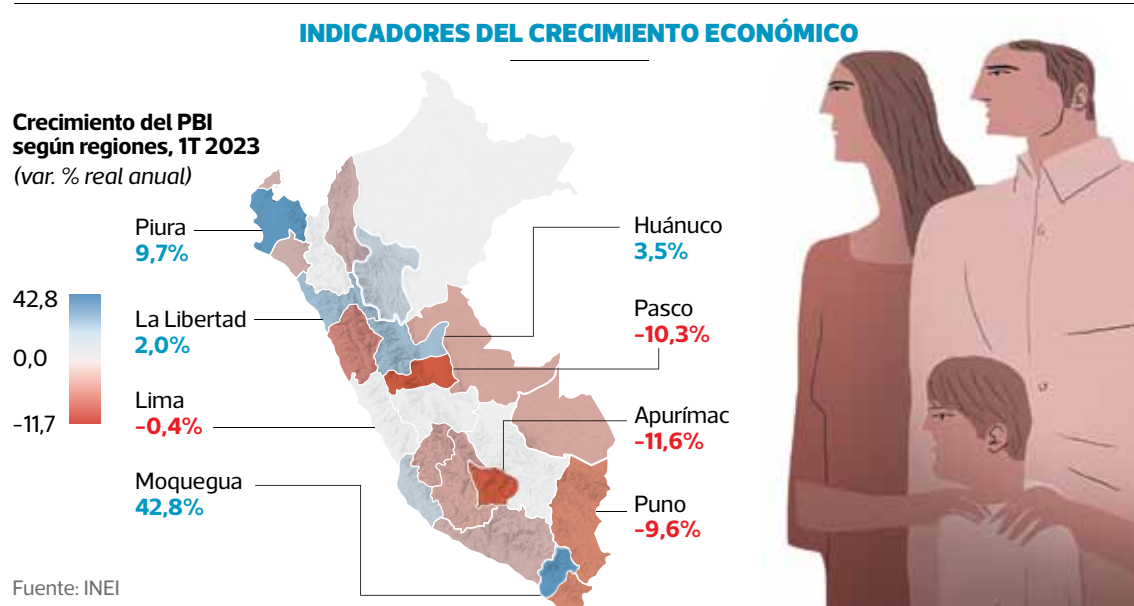 INDICADORES DEL CRECIMIENTO ECONÓMICO
Crecimiento del PBI
según regiones, 1T 2023
(var. % real anual)
42,8
0,0
-11,7
Piura
9,7%
La Libertad
2,0%
Lima
-0,4%
Moquegua
42,8%
Huánuco
3,5%
Pasco
-10,3%
Apurímac
-11,6%
Puno
-9,6%
Fuente: INEI